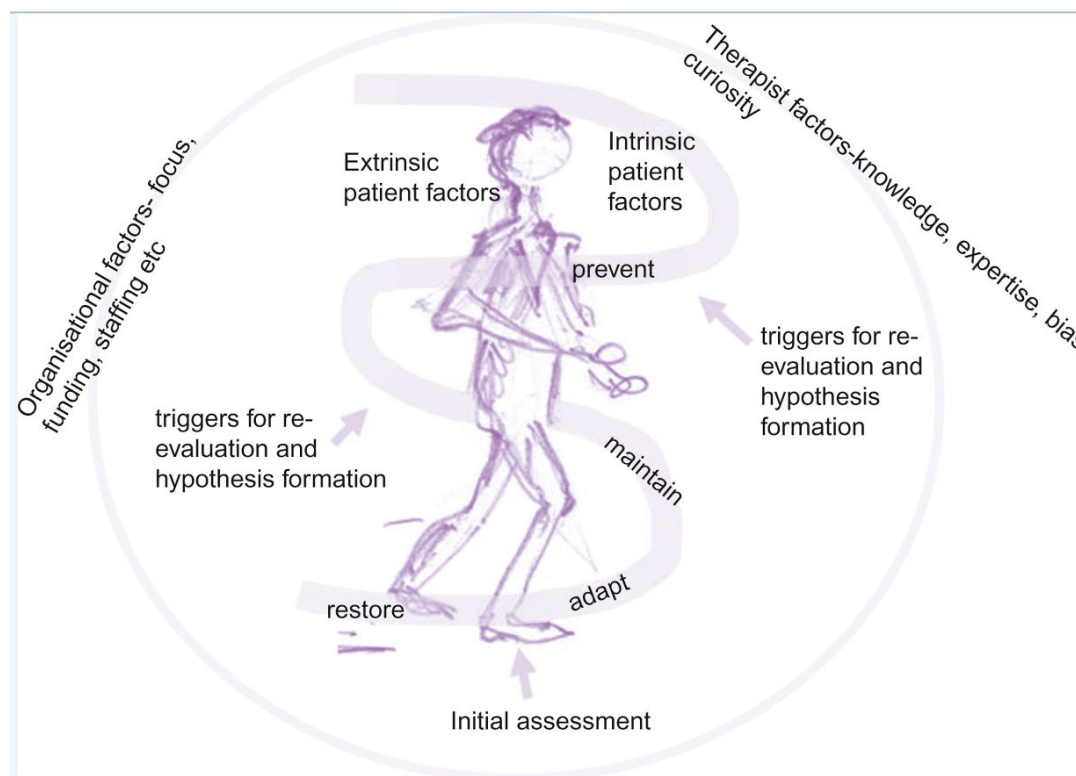 Therapist factors-knowledge, expertise, bias
curiosity
Organisational factors- focus,
funding, staffing etc
Extrinsic
patient factors
Intrinsic
patient
factors
prevent
triggers for re-
evaluation and
hypothesis
formation
triggers for re-
evaluation and
hypothesis formation
maintain
adapt
restore
Initial assessment